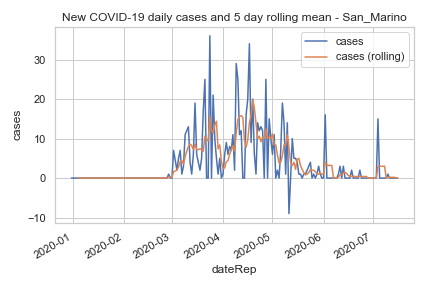 New COVID-19 daily cases and 5 day rolling mean - San_Marino
cases
cases (rolling)
30
20
10
0
−10
cases
2020-01
2020-02
2020-03
2020-04
2020-05
2020-06
2020-07
dateRep